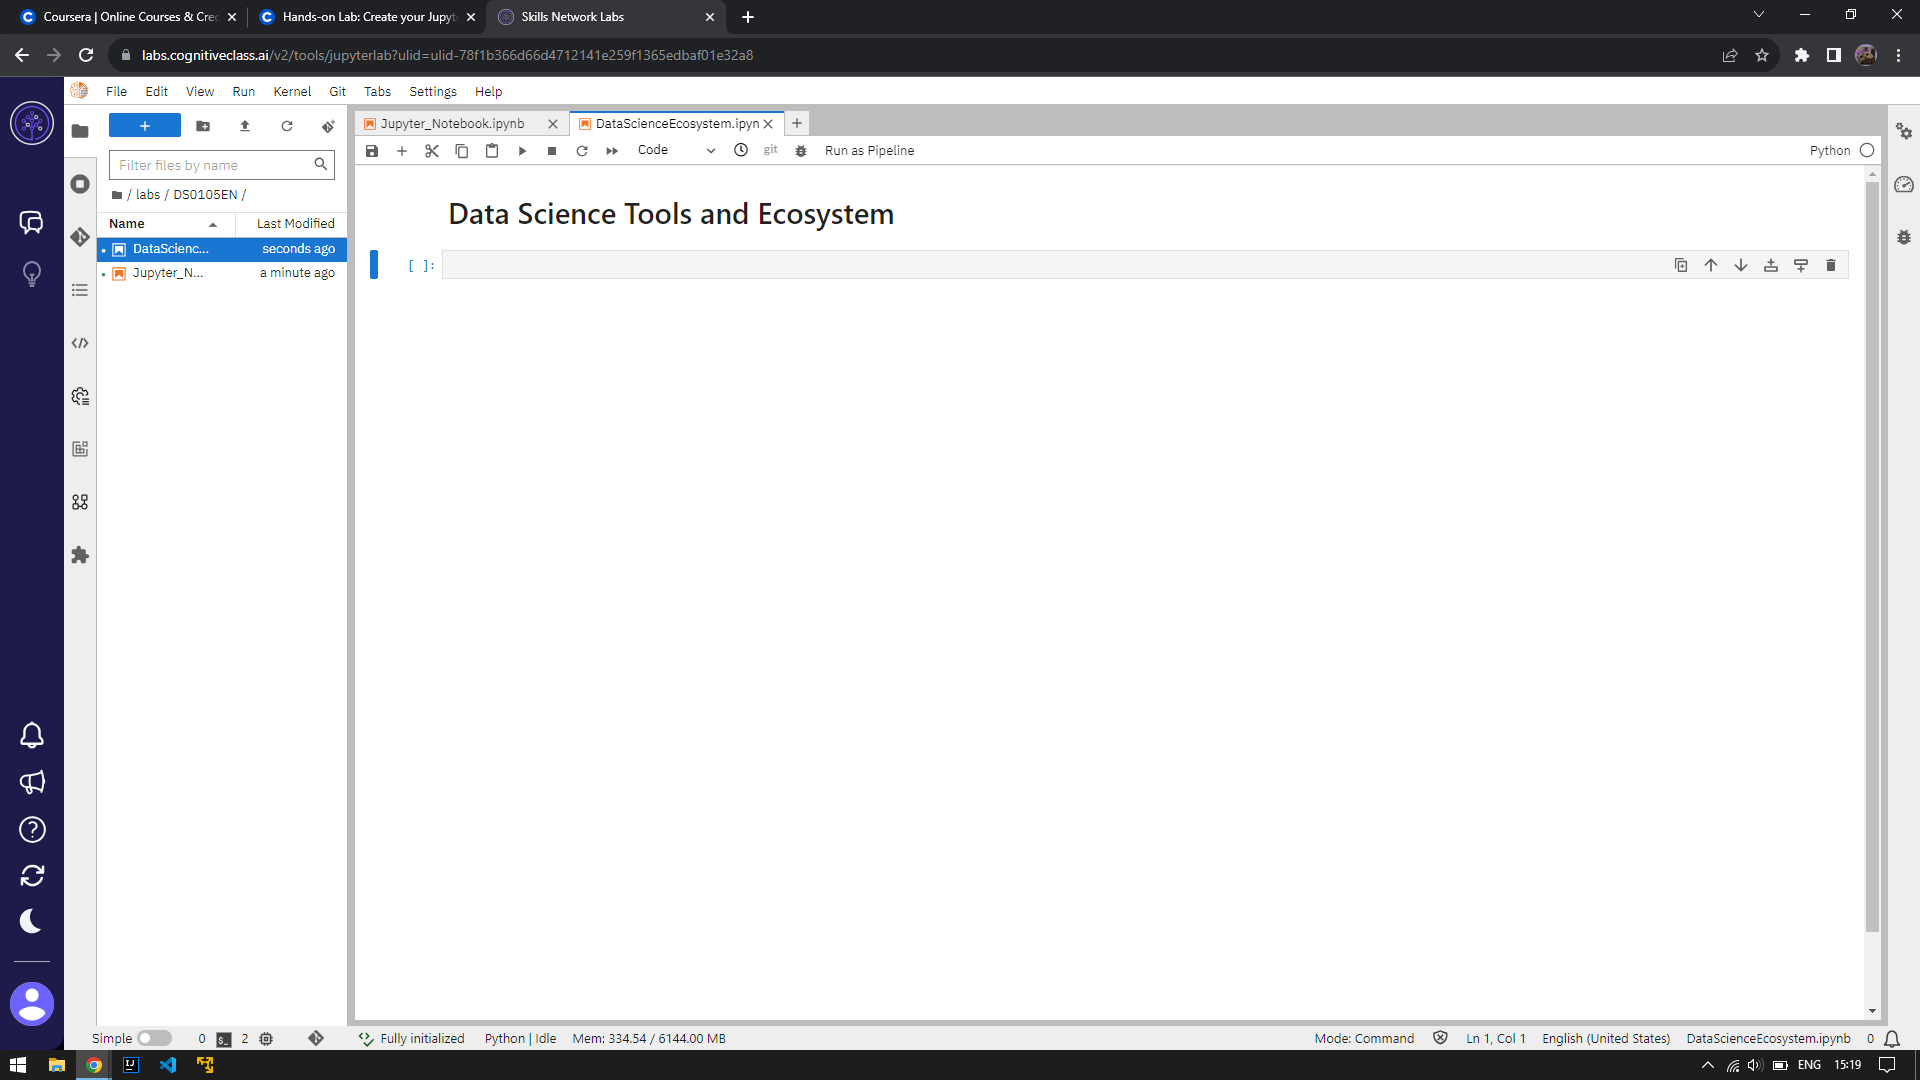 Coursera | Online Courses & Cre
Hands-on Lab: Create your Jupyt
Skills Network Labs
labs.cognitiveclass.ai/v2/tools/jupyterlab?ulid=ulid-78f1b366d66d4712141e259f1365edbaf01e32a8
File Edit View Run Kernel Git Tabs Settings Help
Jupyter_Notebook.ipynb
DataScienceEcosystem.ipyn
Code
git
Run as Pipeline
Python
Filter files by name
/ labs / DS0105EN /
Name Last Modified
DataScienc... seconds ago
Jupyter_N... a minute ago
Data Science Tools and Ecosystem
[ ]:
Simple 0 $_ 2 Fully initialized Python | Idle Mem: 334.54 / 6144.00 MB Mode: Command Ln 1, Col 1 English (United States) DataScienceEcosystem.ipynb 0
IJ
ENG 15:19